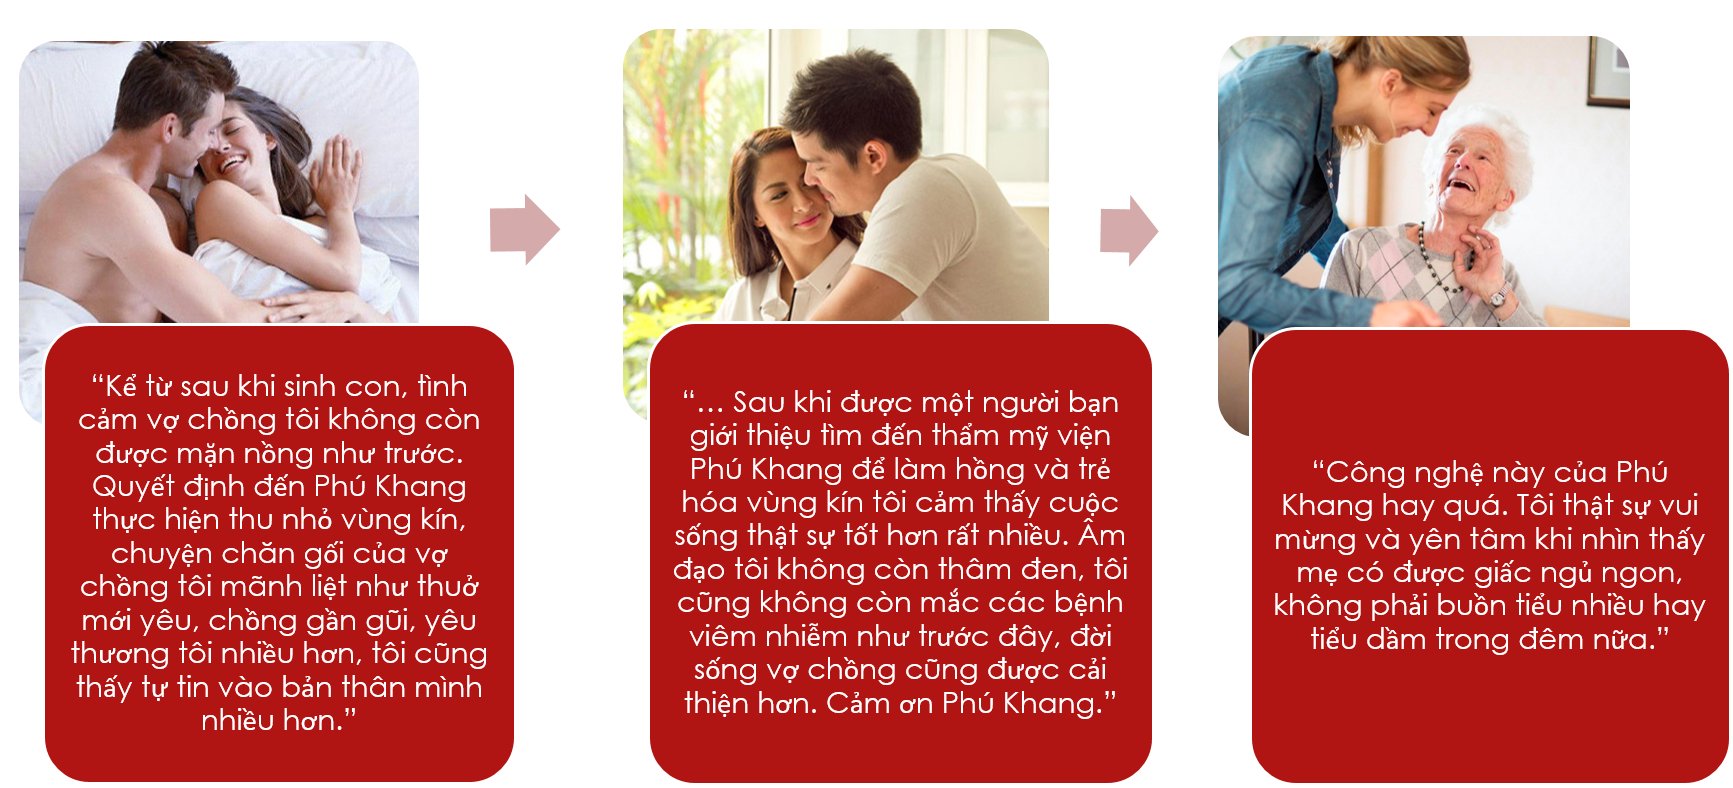 “Kể từ sau khi sinh con, tình
cảm vợ chồng tôi không còn
được mặn nồng như trước.
Quyết định đến Phú Khang
thực hiện thu nhỏ vùng kín,
chuyện chăn gối của vợ
chồng tôi mãnh liệt như thuở
mới yêu, chồng gần gũi, yêu
thương tôi nhiều hơn, tôi cũng
thấy tự tin vào bản thân mình
nhiều hơn.”
“… Sau khi được một người bạn
giới thiệu tìm đến thẩm mỹ viện
Phú Khang để làm hồng và trẻ
hóa vùng kín tôi cảm thấy cuộc
sống thật sự tốt hơn rất nhiều. Âm
đạo tôi không còn thâm đen, tôi
cũng không còn mắc các bệnh
viêm nhiễm như trước đây, đời
sống vợ chồng cũng được cải
thiện hơn. Cảm ơn Phú Khang.”
“Công nghệ này của Phú
Khang hay quá. Tôi thật sự vui
mừng và yên tâm khi nhìn thấy
mẹ có được giấc ngủ ngon,
không phải buồn tiểu nhiều hay
tiểu dầm trong đêm nữa.”